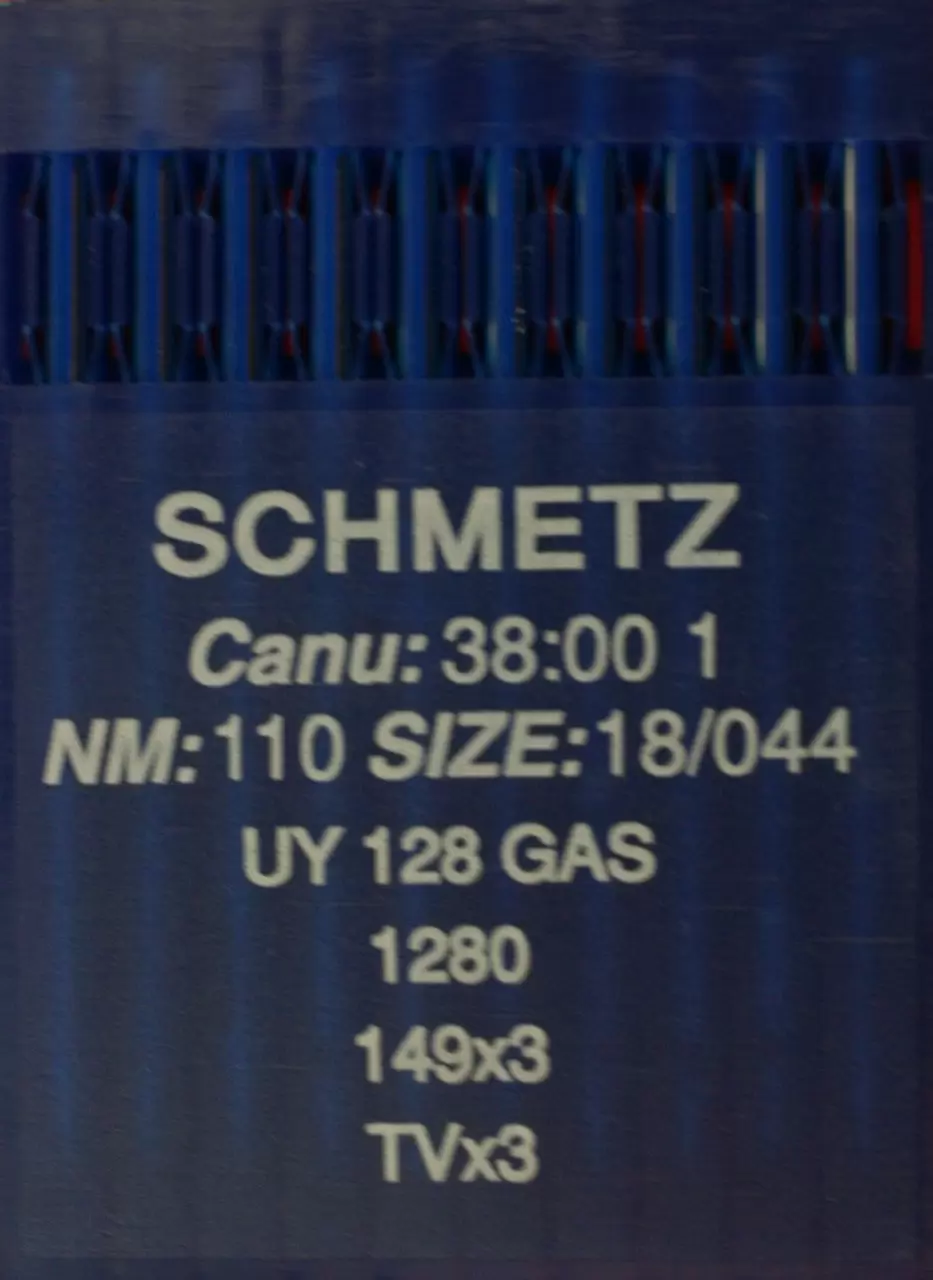 SCHMETZ
Canu: 38:00 1
NM:110 SIZE:18/044
UY 128 GAS
1280
149x3
TVx3